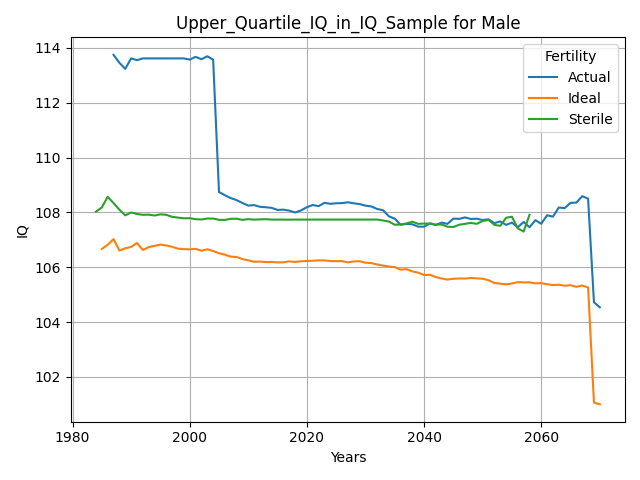 Upper_Quartile_IQ_in_IQ_Sample for Male
114
112
110
108
106
104
102
IQ
Fertility
Actual
Ideal
Sterile
1980
2000
2020
2040
2060
Years